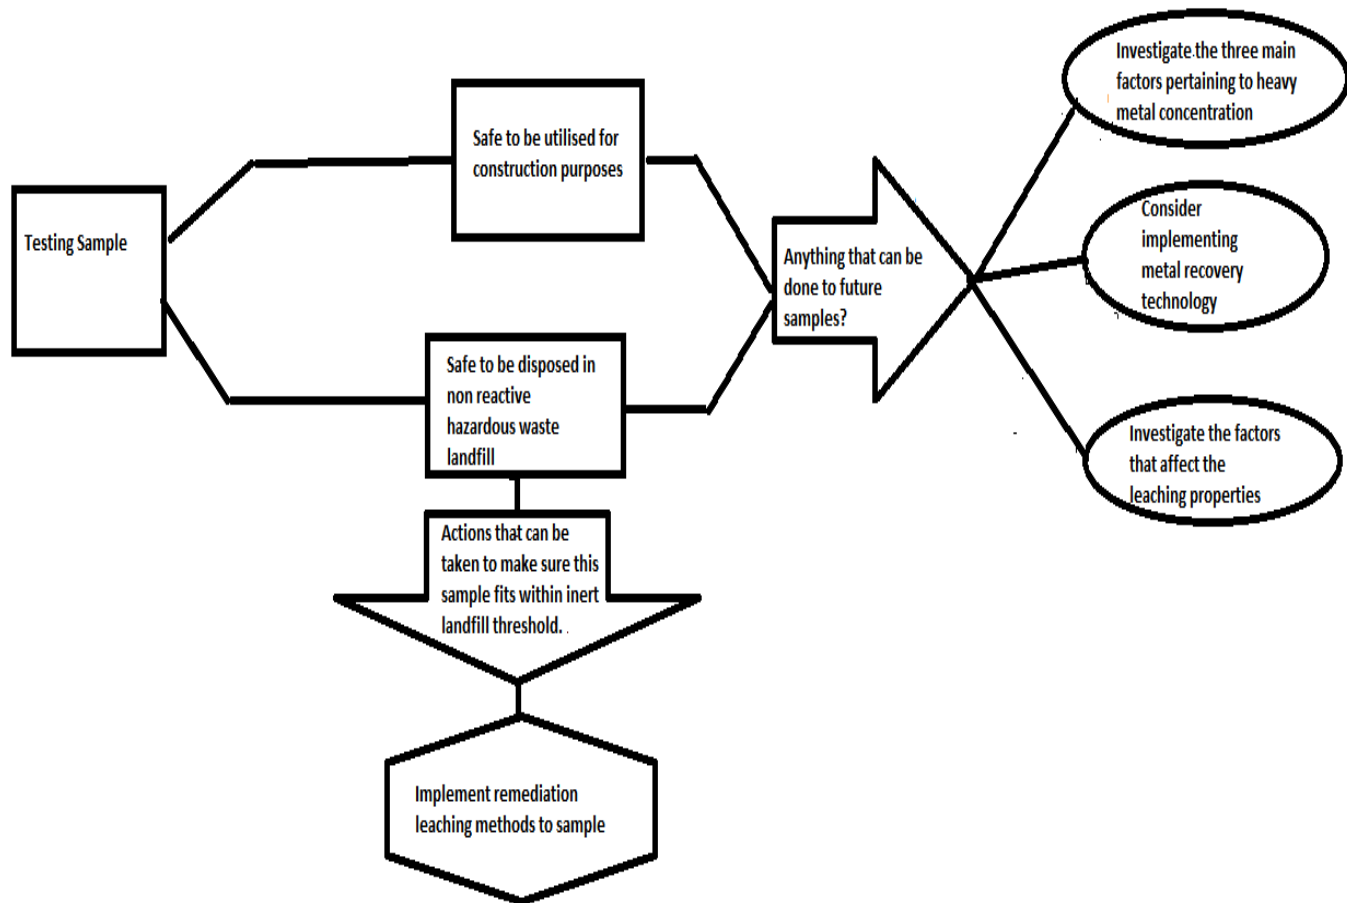 Testing Sample
Safe to be utilised for
construction purposes
Safe to be disposed in
non reactive
hazardous waste
landfill
Actions that can be
taken to make sure this
sample fits within inert
landfill threshold.
Implement remediation
leaching methods to sample
Anything that can be
done to future
samples?
Investigate the three main
factors pertaining to heavy
metal concentration
Consider
implementing
metal recovery
technology
Investigate the factors
that affect the
leaching properties